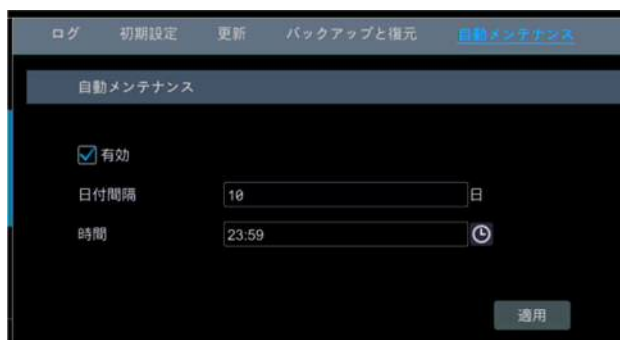 ログ 初期設定 更新 バックアップと復元 自動メンテナンス
自動メンテナンス
有効
日付間隔 10 日
時間 23:59
適用